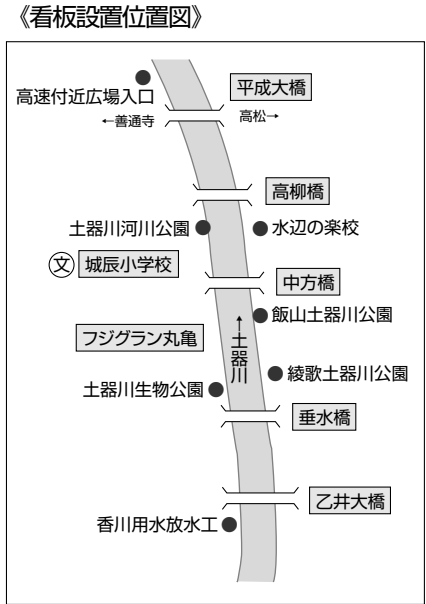 《看板設置位置図》
高速付近広場入口
平成大橋
←善通寺
高松→
高柳橋
土器川河川公園
水辺の楽校
文
城辰小学校
中方橋
飯山土器川公園
フジグラン丸亀
←土器川
綾歌土器川公園
土器川生物公園
垂水橋
乙井大橋
香川用水放水工